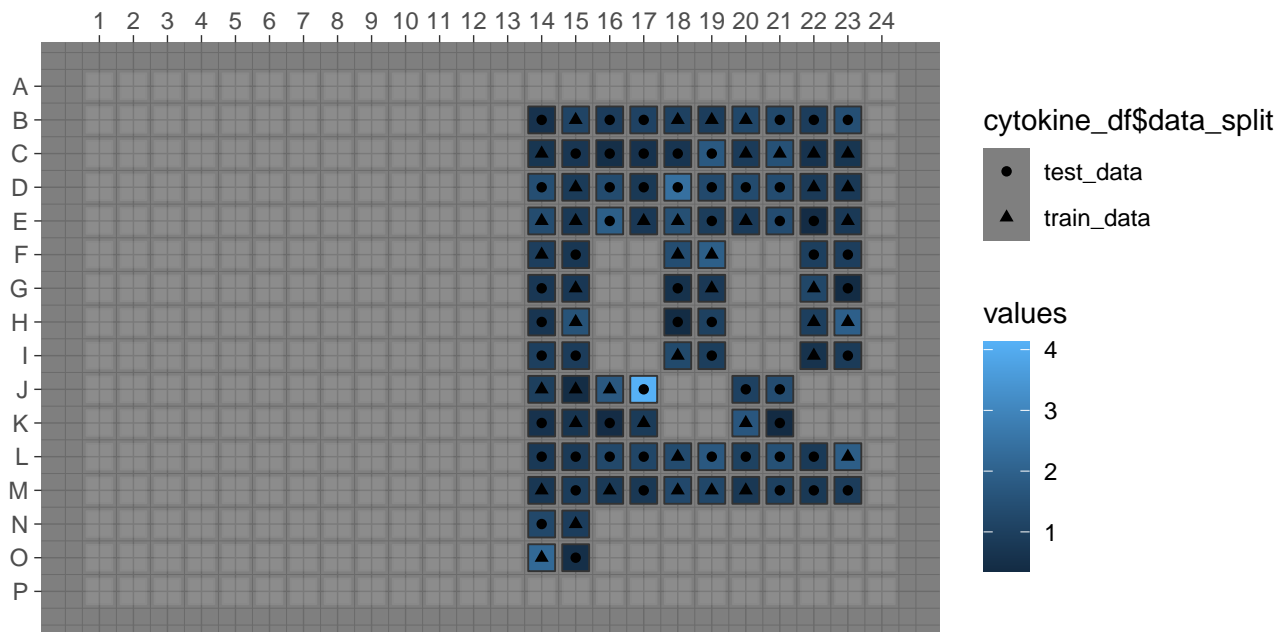 1 2 3 4 5 6 7 8 9 10 11 12 13 14 15 16 17 18 19 20 21 22 23 24
A
B
C
D
E
F
G
H
I
J
K
L
M
N
O
P
cytokine_df$data_split
test_data
train_data
values
4
3
2
1